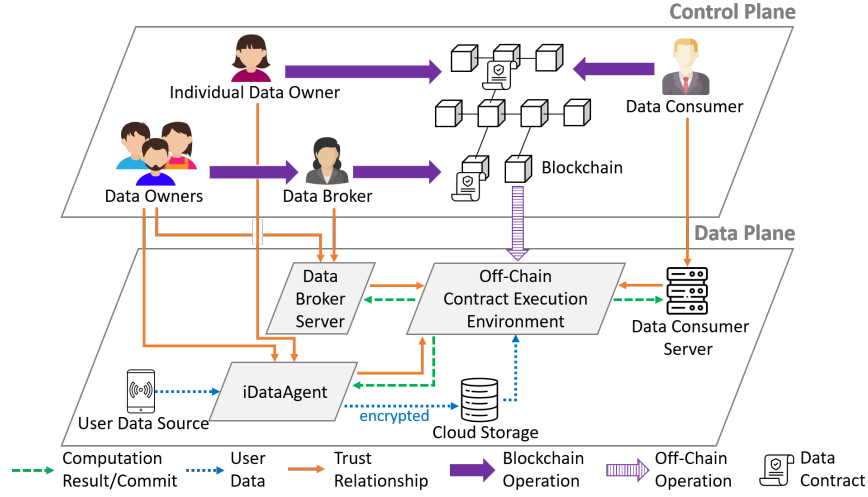 Control Plane
Individual Data Owner
Data Consumer
Blockchain
Data Owners
Data Broker
Data Plane
Data
Broker
Server
Off-Chain
Contract Execution
Environment
Data Consumer
Server
iDataAgent
User Data Source
encrypted
Cloud Storage
Computation
Result/Commit
User
Data
Trust
Relationship
Blockchain
Operation
Off-Chain
Operation
Data
Contract